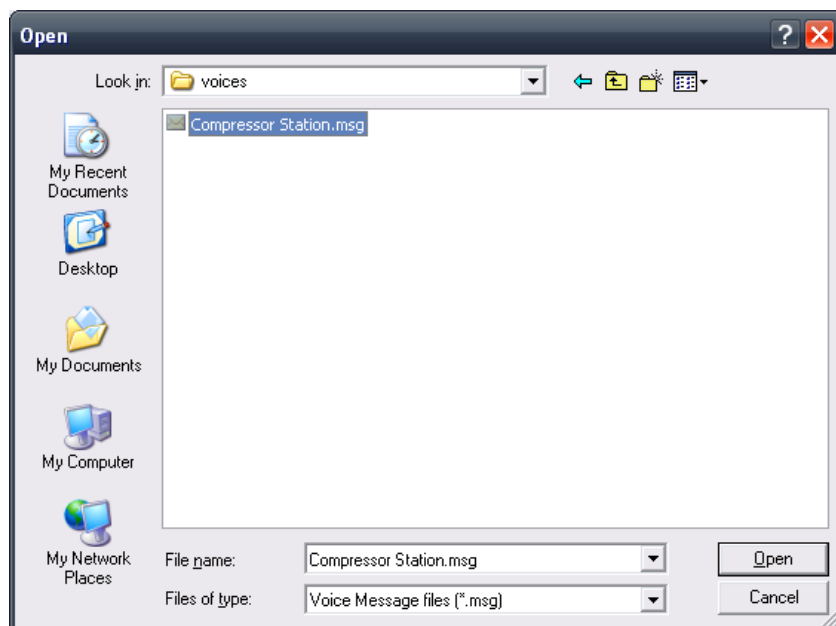 Open
Look in:
voices
Compressor Station.msg
My Recent
Documents
Desktop
My Documents
My Computer
My Network
Places
File name:
Compressor Station.msg
Open
Files of type:
Voice Message files (*.msg)
Cancel